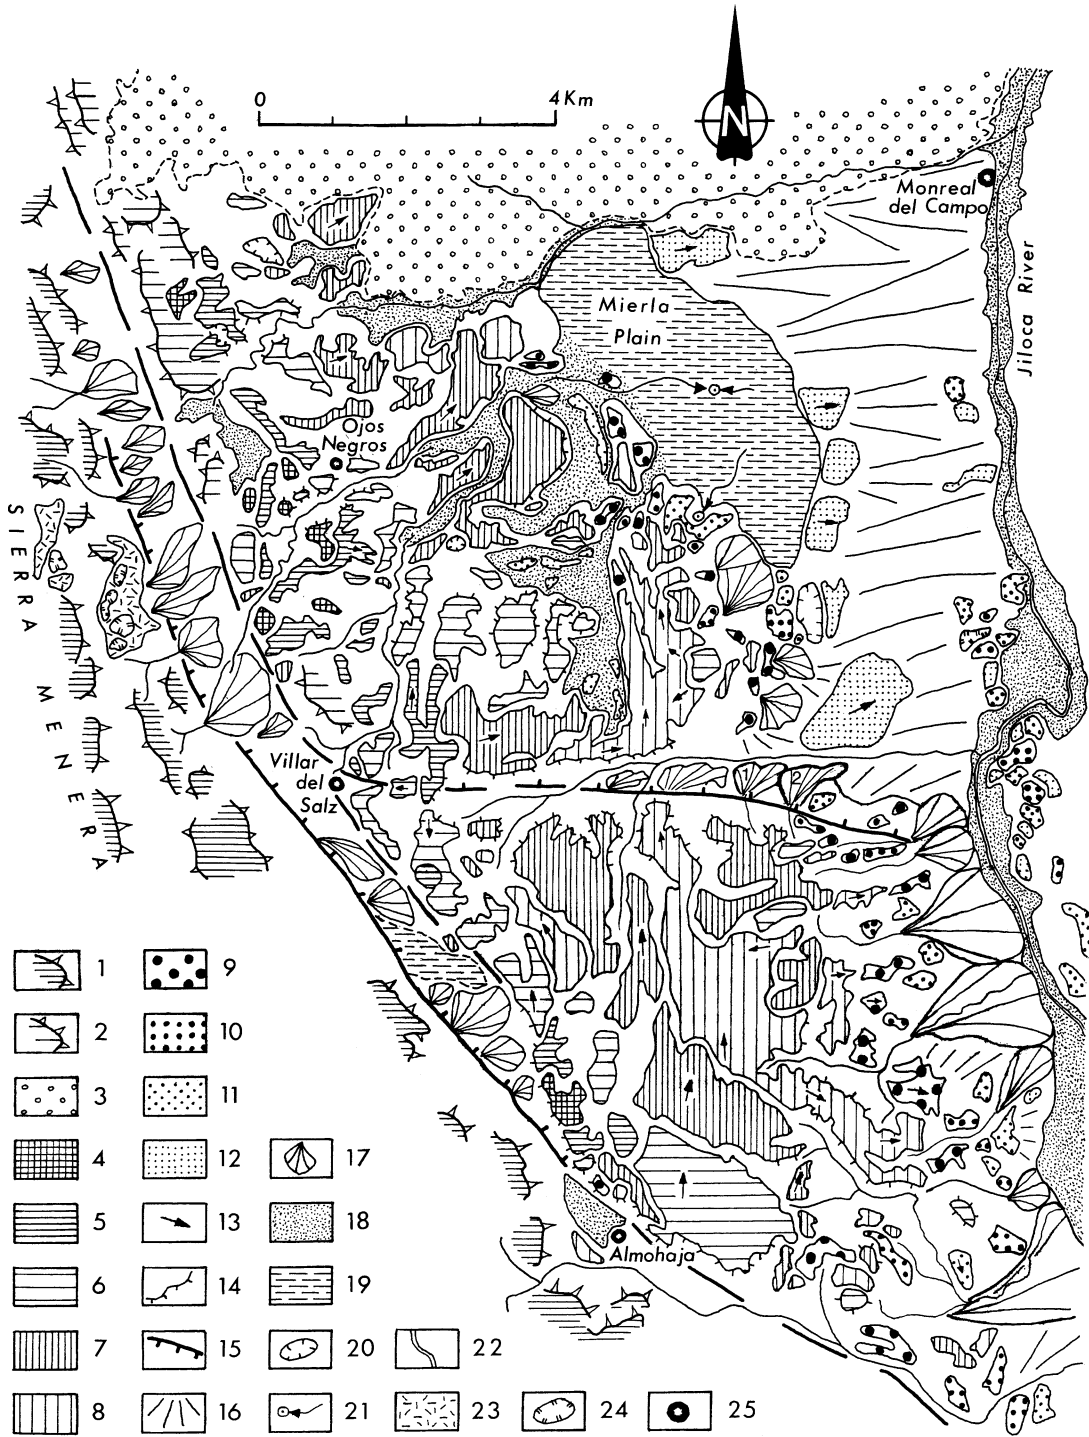 0 4 Km
N
Monreal
del Campo
Jiloca River
Mierla
Plain
Ojos
Negros
SIERRA MENERA
Villar
del
Salz
1 2
Almohaja
1 9
2 10
3 11
4 12 17
5 13 18
6 14 19
7 15 20 22
8 16 21 23 24 25